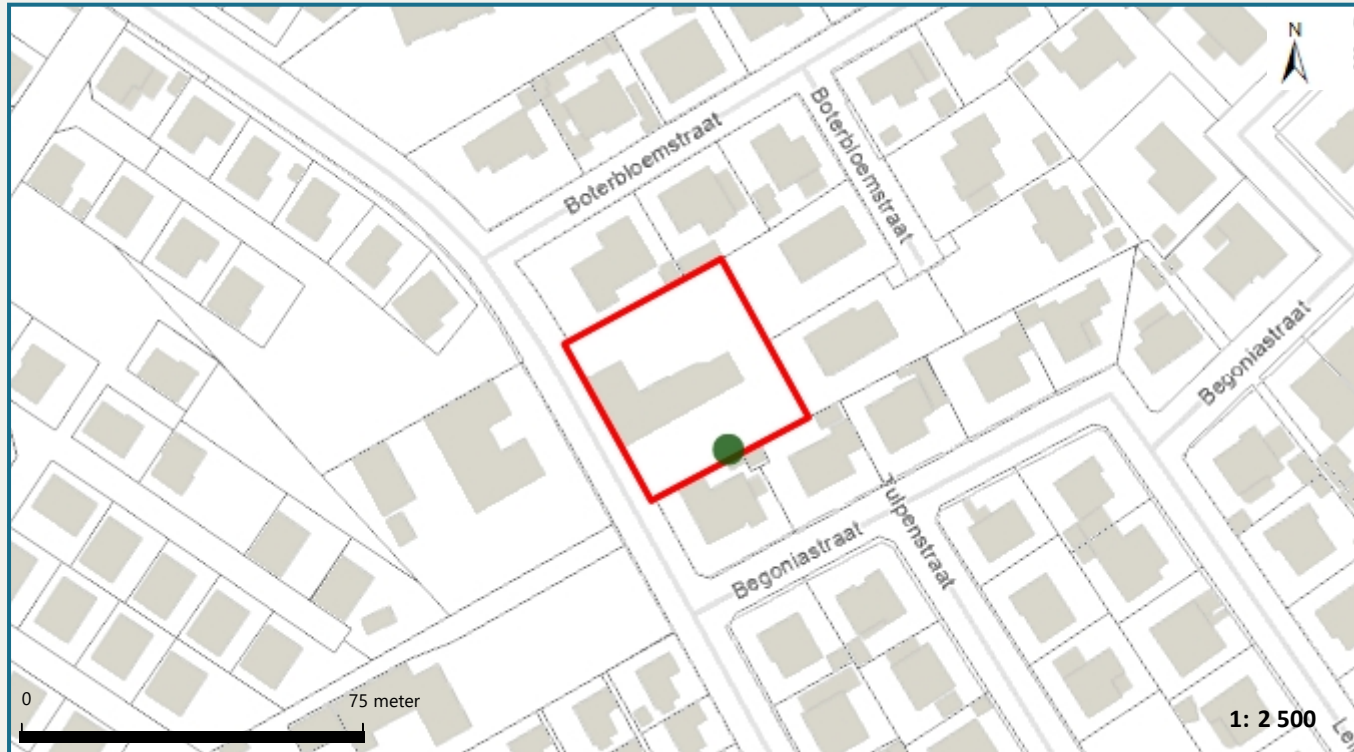 N
Boterbloemstraat
Boterbloemstraat
Begoniastraat
Tulpenstraat
Begoniastraat
0
75 meter
1: 2 500